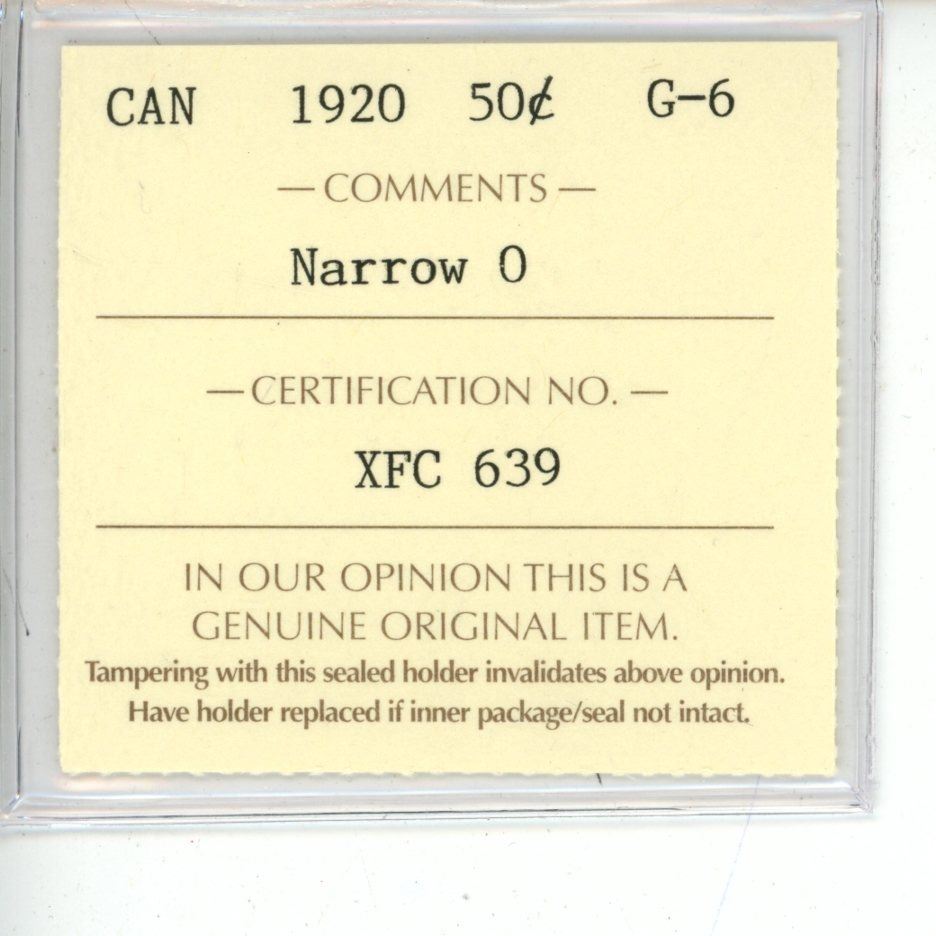 CAN 1920 50¢ G-6
— COMMENTS —
Narrow 0
— CERTIFICATION NO. —
XFC 639
IN OUR OPINION THIS IS A
GENUINE ORIGINAL ITEM.
Tampering with this sealed holder invalidates above opinion.
Have holder replaced if inner package/seal not intact.